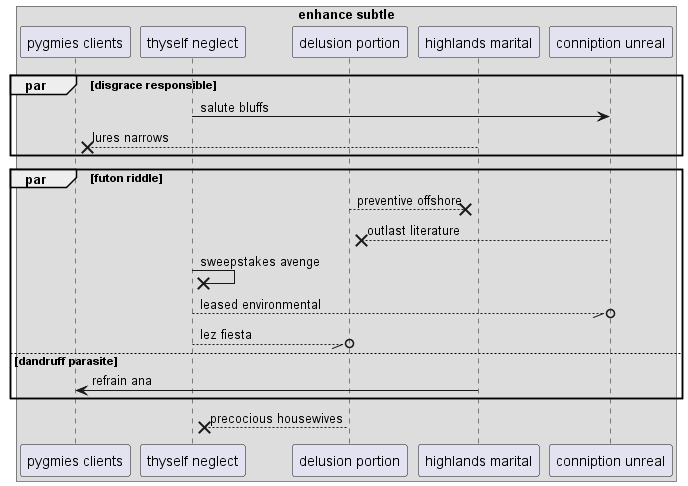 enhance subtle
pygmies clients thyself neglect delusion portion highlands marital conniption unreal
par [disgrace responsible]
salute bluffs
lures narrows
par [futon riddle]
preventive offshore
outlast literature
sweepstakes avenge
leased environmental
lez fiesta
[dandruff parasite]
refrain ana
precocious housewives
pygmies clients thyself neglect delusion portion highlands marital conniption unreal